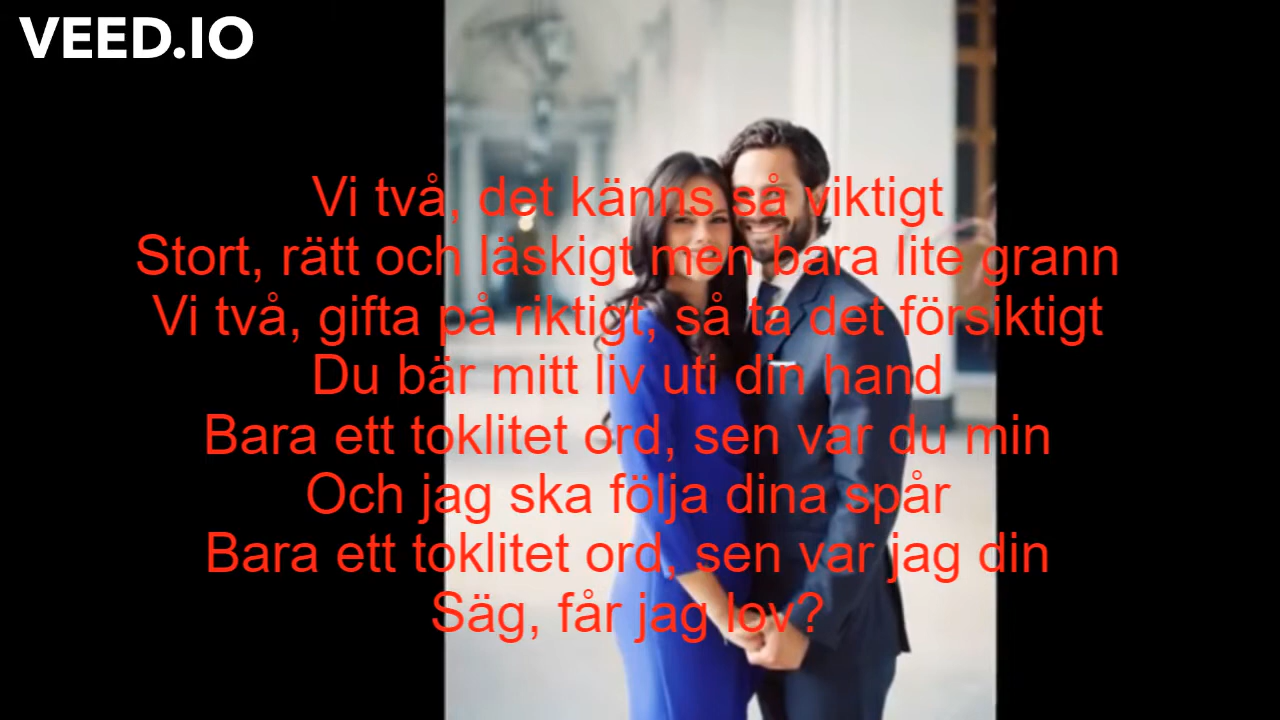 VEED.IO
Vi två, det känns så viktigt
Stort, rätt och läskigt men bara lite grann
Vi två, gifta på riktigt, så ta det försiktigt
Du bär mitt liv uti din hand
Bara ett toklitet ord, sen var du min
Och jag ska följa dina spår
Bara ett toklitet ord, sen var jag din
Säg, får jag lov?